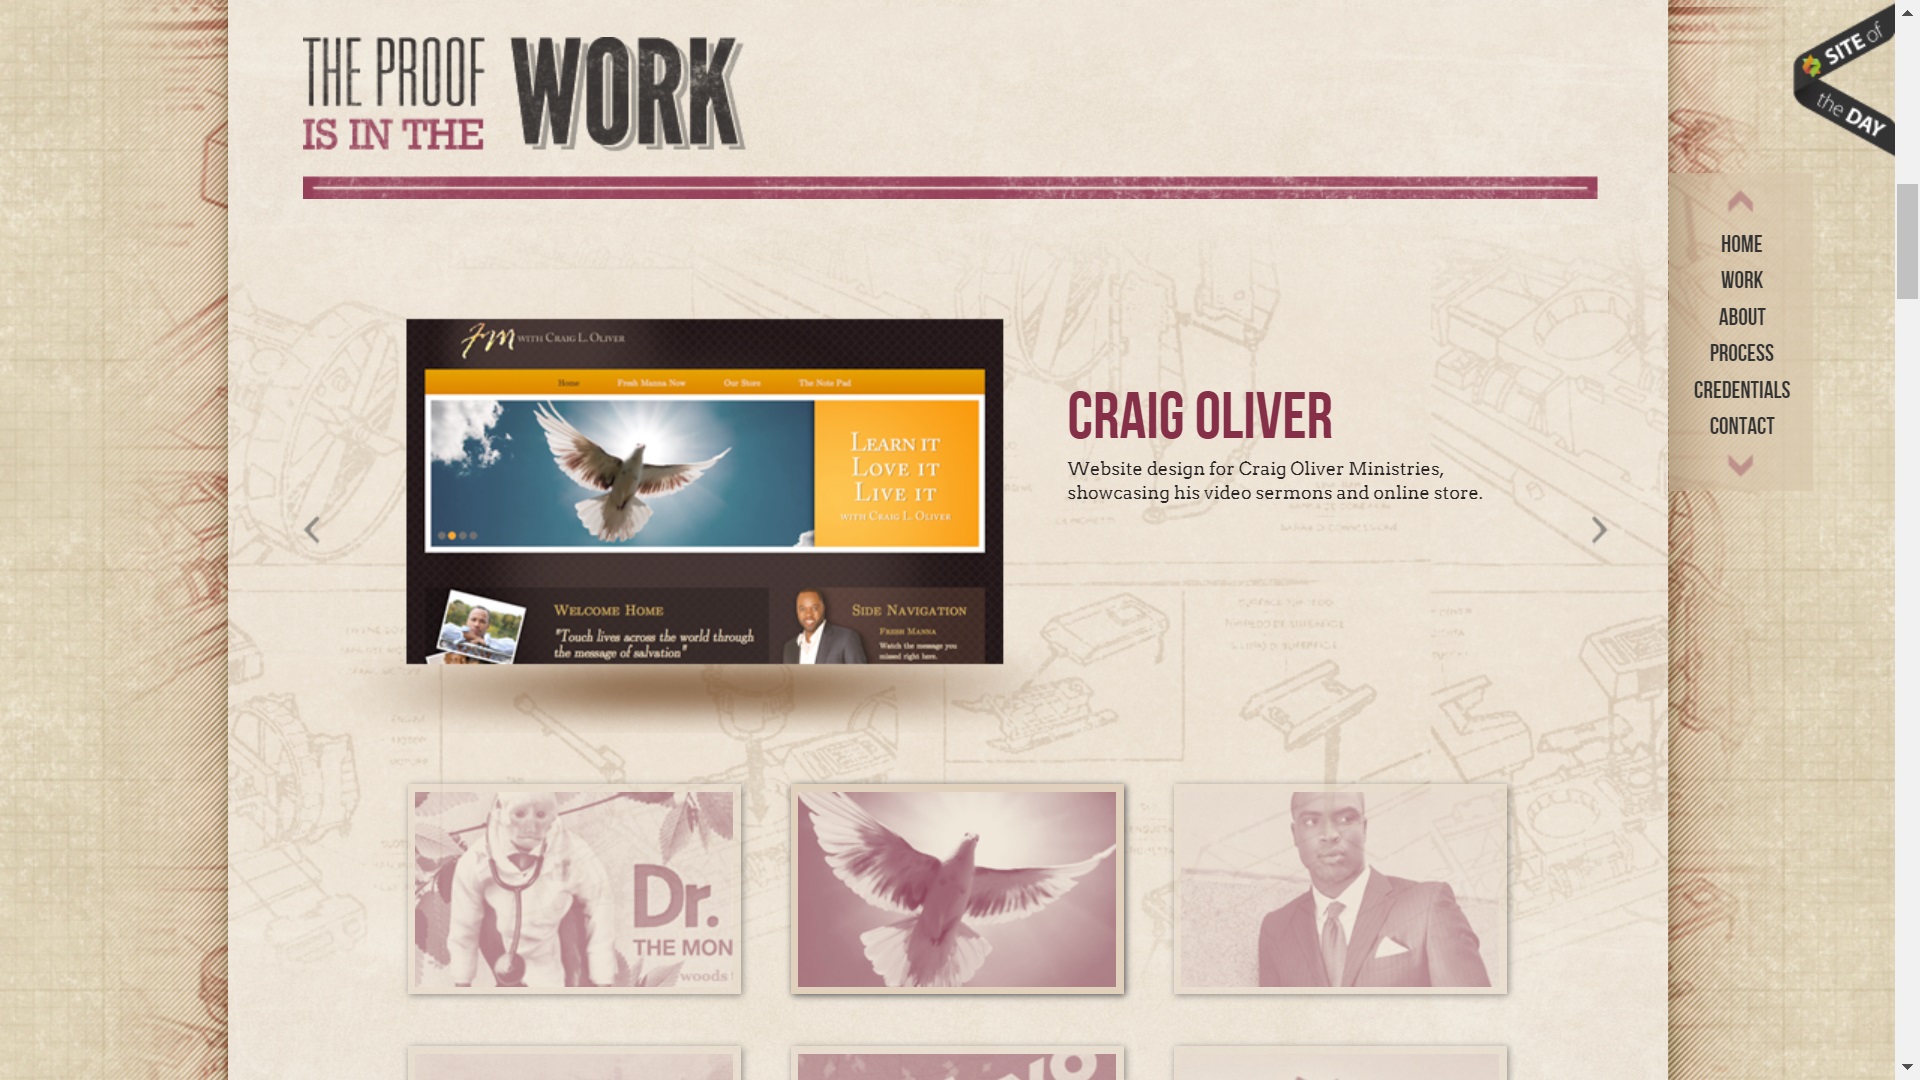 THE PROOF
IS IN THE
WORK
SITE of
the DAY
HOME
WORK
ABOUT
PROCESS
CREDENTIALS
CONTACT
FM WITH CRAIG L. OLIVER
Home Fresh Manna Now Our Store The Note Pad
LEARN IT
LOVE IT
LIVE IT
WITH CRAIG L. OLIVER
WELCOME HOME
"Touch lives across the world through
the message of salvation"
SIDE NAVIGATION
FRESH MANNA
Watch the message you
missed right here.
CRAIG OLIVER
Website design for Craig Oliver Ministries,
showcasing his video sermons and online store.
Dr.
THE MON
woods